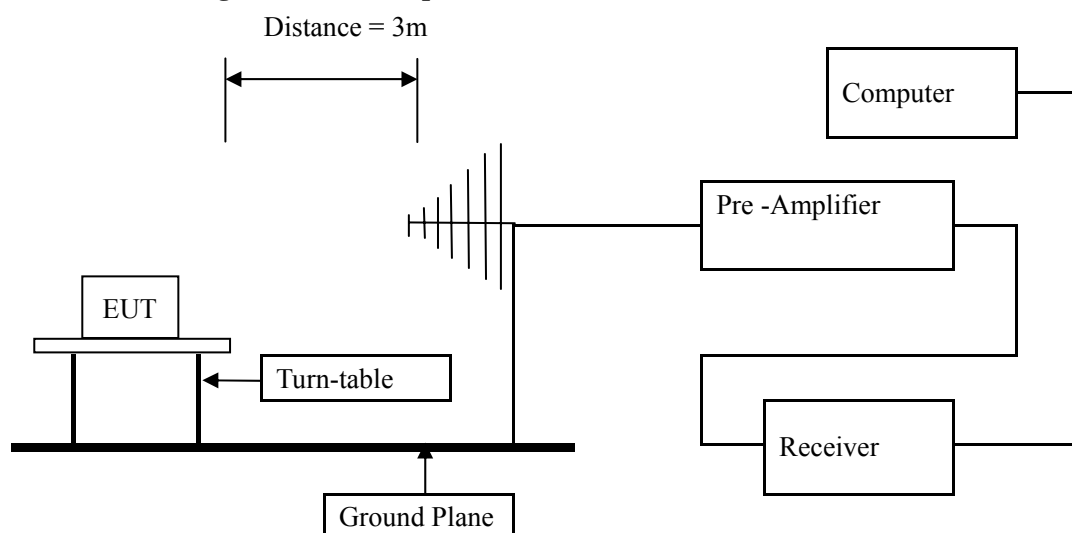 Distance = 3m
Computer
Pre -Amplifier
EUT
Turn-table
Receiver
Ground Plane